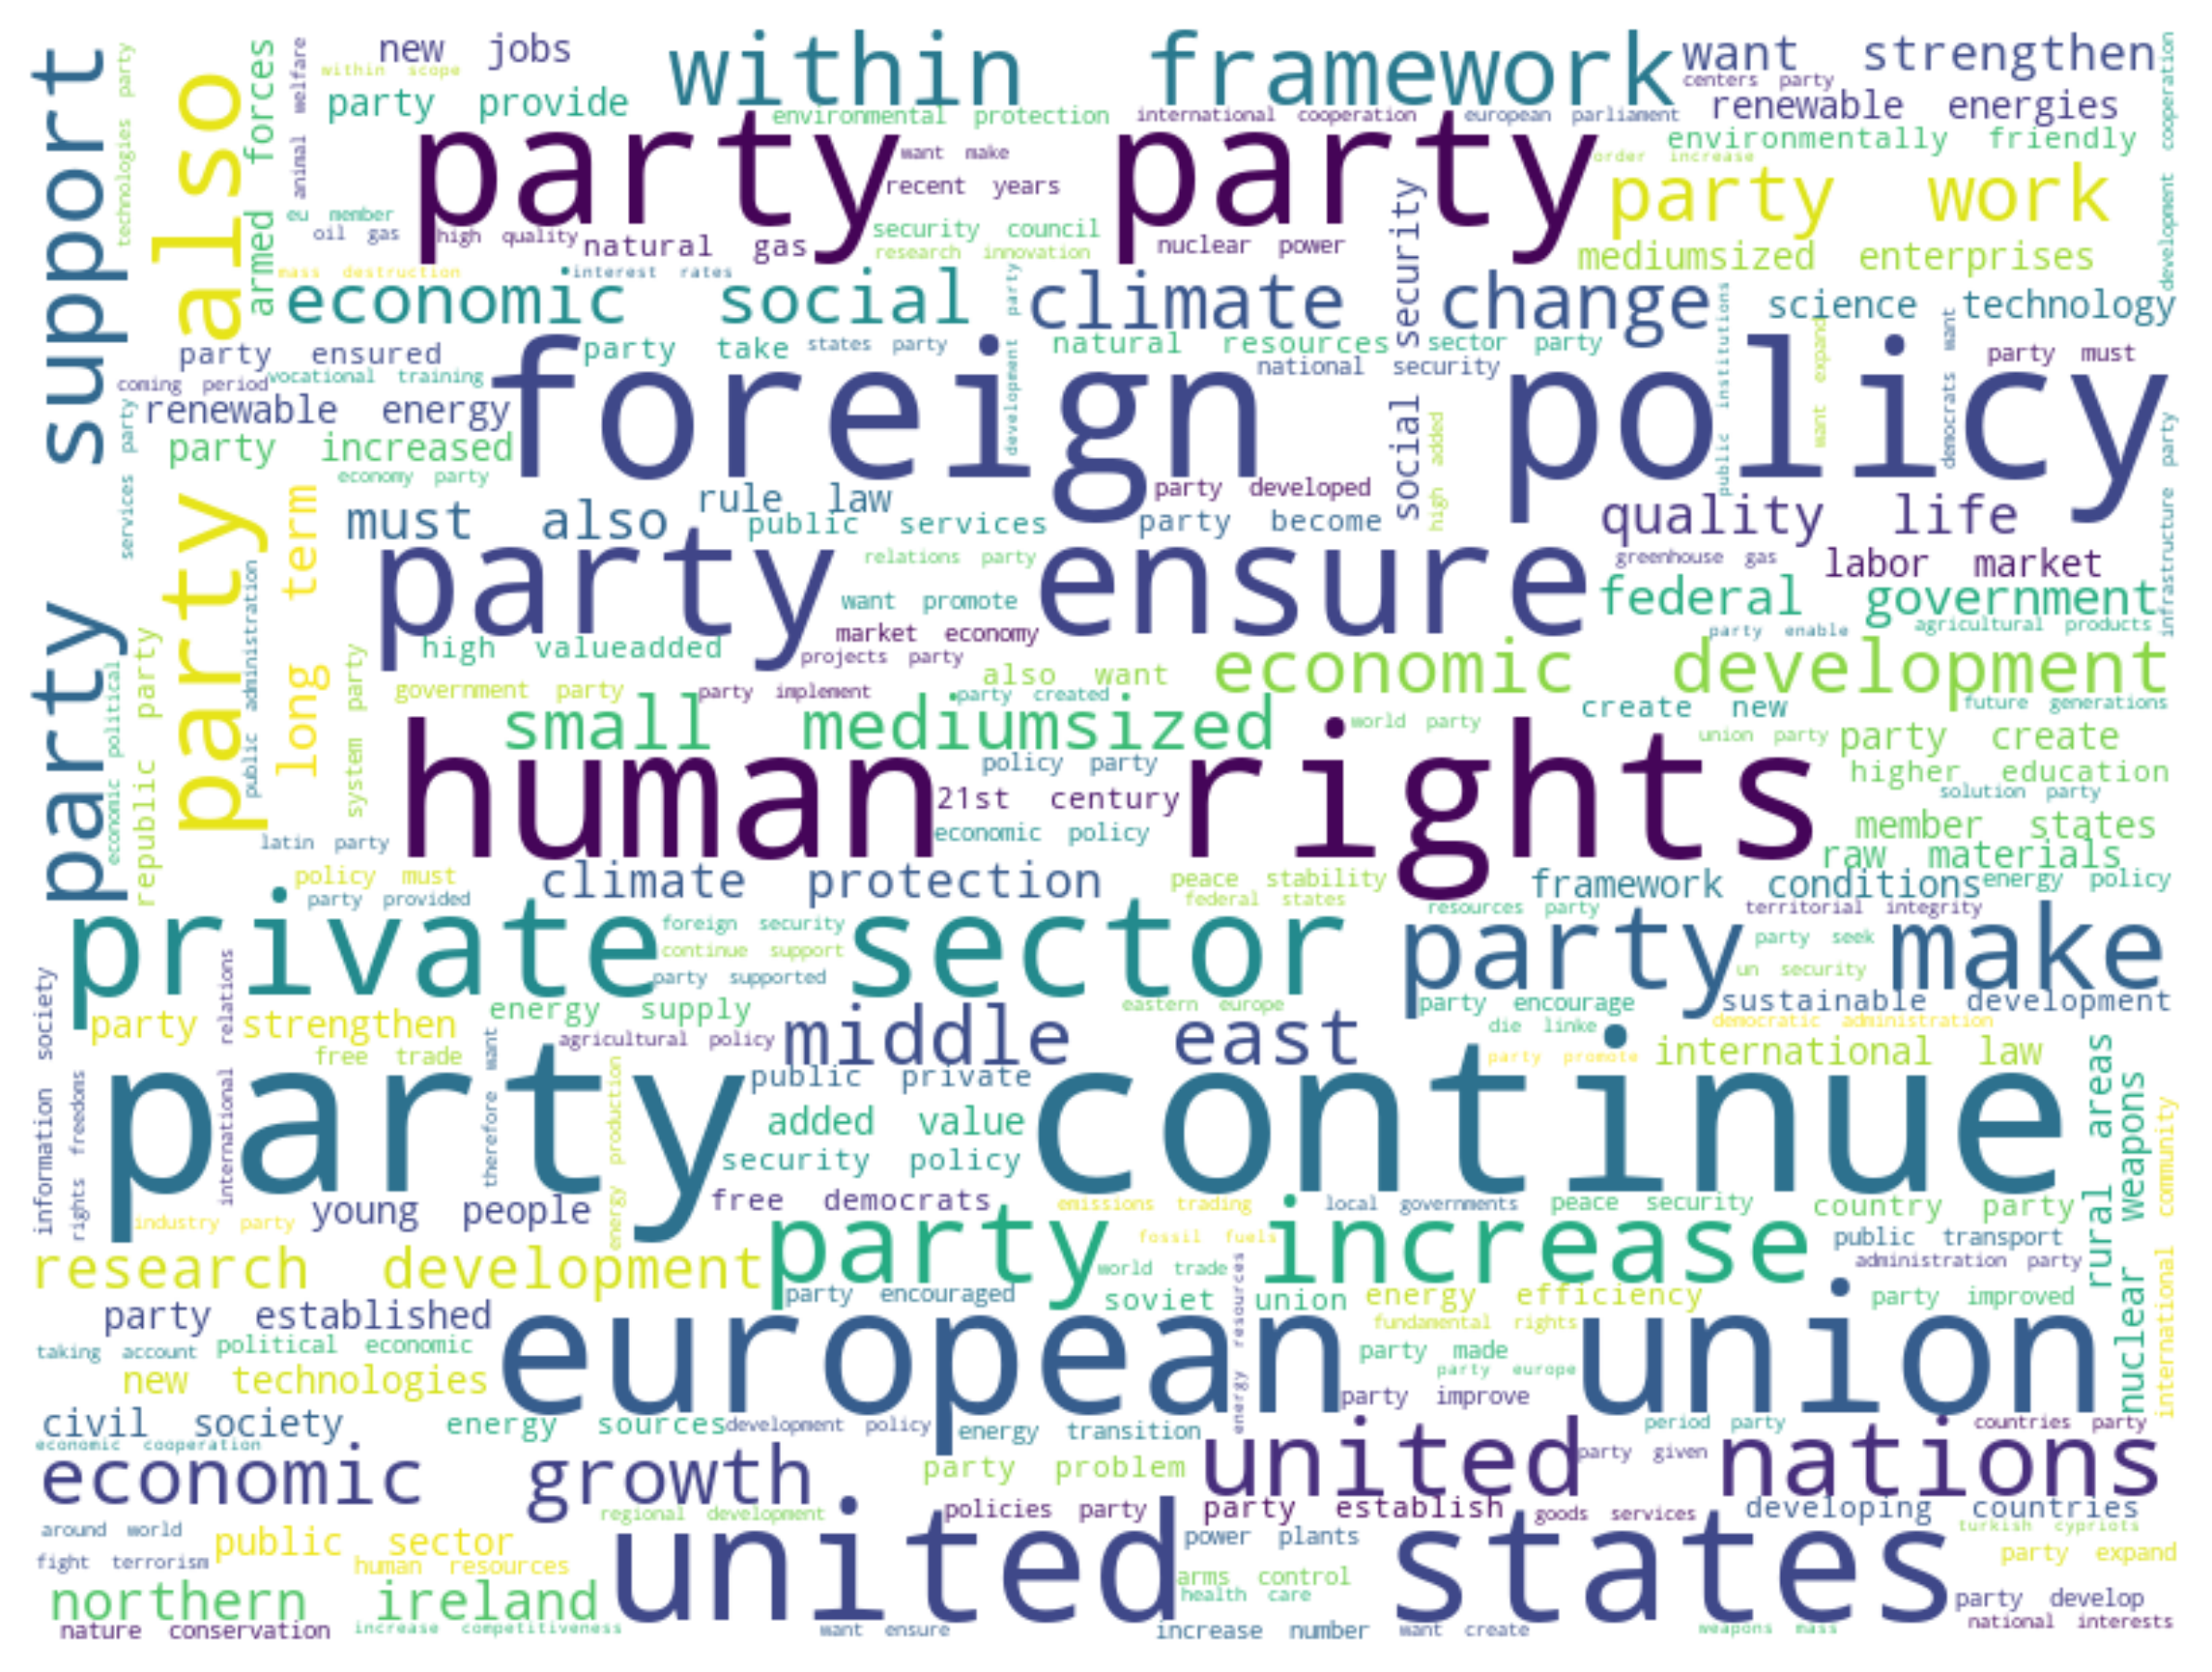 new jobs
within framework
want strengthen
within scope
centers party
party provide
environmental protection
international cooperation
european parliament
renewable energies
party party
want make
environmentally friendly
order increase
recent years
party work
eu member
oil gas
high quality
natural gas
security council
research innovation
nuclear power
mediumsized enterprises
mass destruction
interest rates
economic social
climate change
science technology
party ensured
party take
states party
natural resources
sector party
party must
coming period
vocational training
national security
foreign policy
renewable energy
party increased
economy party
rule law
party developed
must also
public services
party become
quality life
party ensure
relations party
greenhouse gas
labor market
want promote
federal government
market economy
party enable
agricultural products
high valueadded
projects party
also want
economic development
government party
party implement
party created
future generations
small mediumsized
world party
create new
union party
party create
human rights
policy party
higher education
21st century
solution party
economic policy
member states
latin party
raw materials
policy must
climate protection
peace stability
framework conditions
energy policy
party provided
federal states
resources party
territorial integrity
private sector
foreign security
continue support
party supported
party make
party seek
un security
energy supply
eastern europe
party encourage
sustainable development
party strengthen
middle east
die linke
democratic administration
agricultural policy
free trade
party promote
international law
party continue
public private
added value
security policy
young people
free democrats
emissions trading
local governments
peace security
country party
industry party
fossil fuels
public transport
party increase
administration party
research development
world trade
party encouraged
soviet union
energy efficiency
party improved
party established
fundamental rights
european union
taking account
political economic
party made
party europe
new technologies
party improve
civil society
energy sources
development policy
energy transition
period party
countries party
economic cooperation
united nations
party given
economic growth
party problem
regional development
policies party
party establish
goods services
developing countries
around world
public sector
united states
power plants
turkish cypriots
fight terrorism
human resources
party expand
arms control
health care
northern ireland
party develop
nature conservation
increase competitiveness
want ensure
increase number
want create
weapons mass
national interests
party support
also party
technologies party
armed forces
animal welfare
services party
long term
public administration
economic political
republic party
system party
development party
social security
high added
public institutions
want expand
democrats want
development cooperation
infrastructure party
information society
rights freedoms
international relations
therefore want
energy production
energy resources
rural areas
nuclear weapons
international community